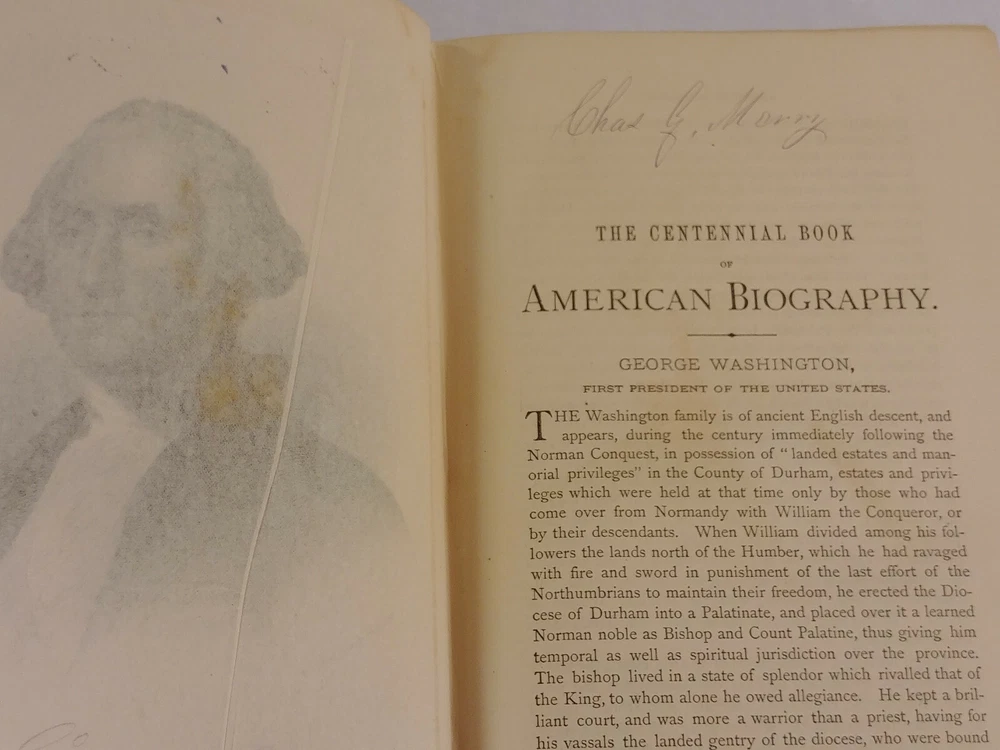 Chas G. Morry
THE CENTENNIAL BOOK
OF
AMERICAN BIOGRAPHY.
GEORGE WASHINGTON,
FIRST PRESIDENT OF THE UNITED STATES.
THE Washington family is of ancient English descent, and
appears, during the century immediately following the
Norman Conquest, in possession of "landed estates and man-
orial privileges" in the County of Durham, estates and privi-
leges which were held at that time only by those who had
come over from Normandy with William the Conqueror, or
by their descendants. When William divided among his fol-
lowers the lands north of the Humber, which he had ravaged
with fire and sword in punishment of the last effort of the
Northumbrians to maintain their freedom, he erected the Dio-
cese of Durham into a Palatinate, and placed over it a learned
Norman noble as Bishop and Count Palatine, thus giving him
temporal as well as spiritual jurisdiction over the province.
The bishop lived in a state of splendor which rivalled that of
the King, to whom alone he owed allegiance. He kept a bril-
liant court, and was more a warrior than a priest, having for
his vassals the landed gentry of the diocese, who were bound